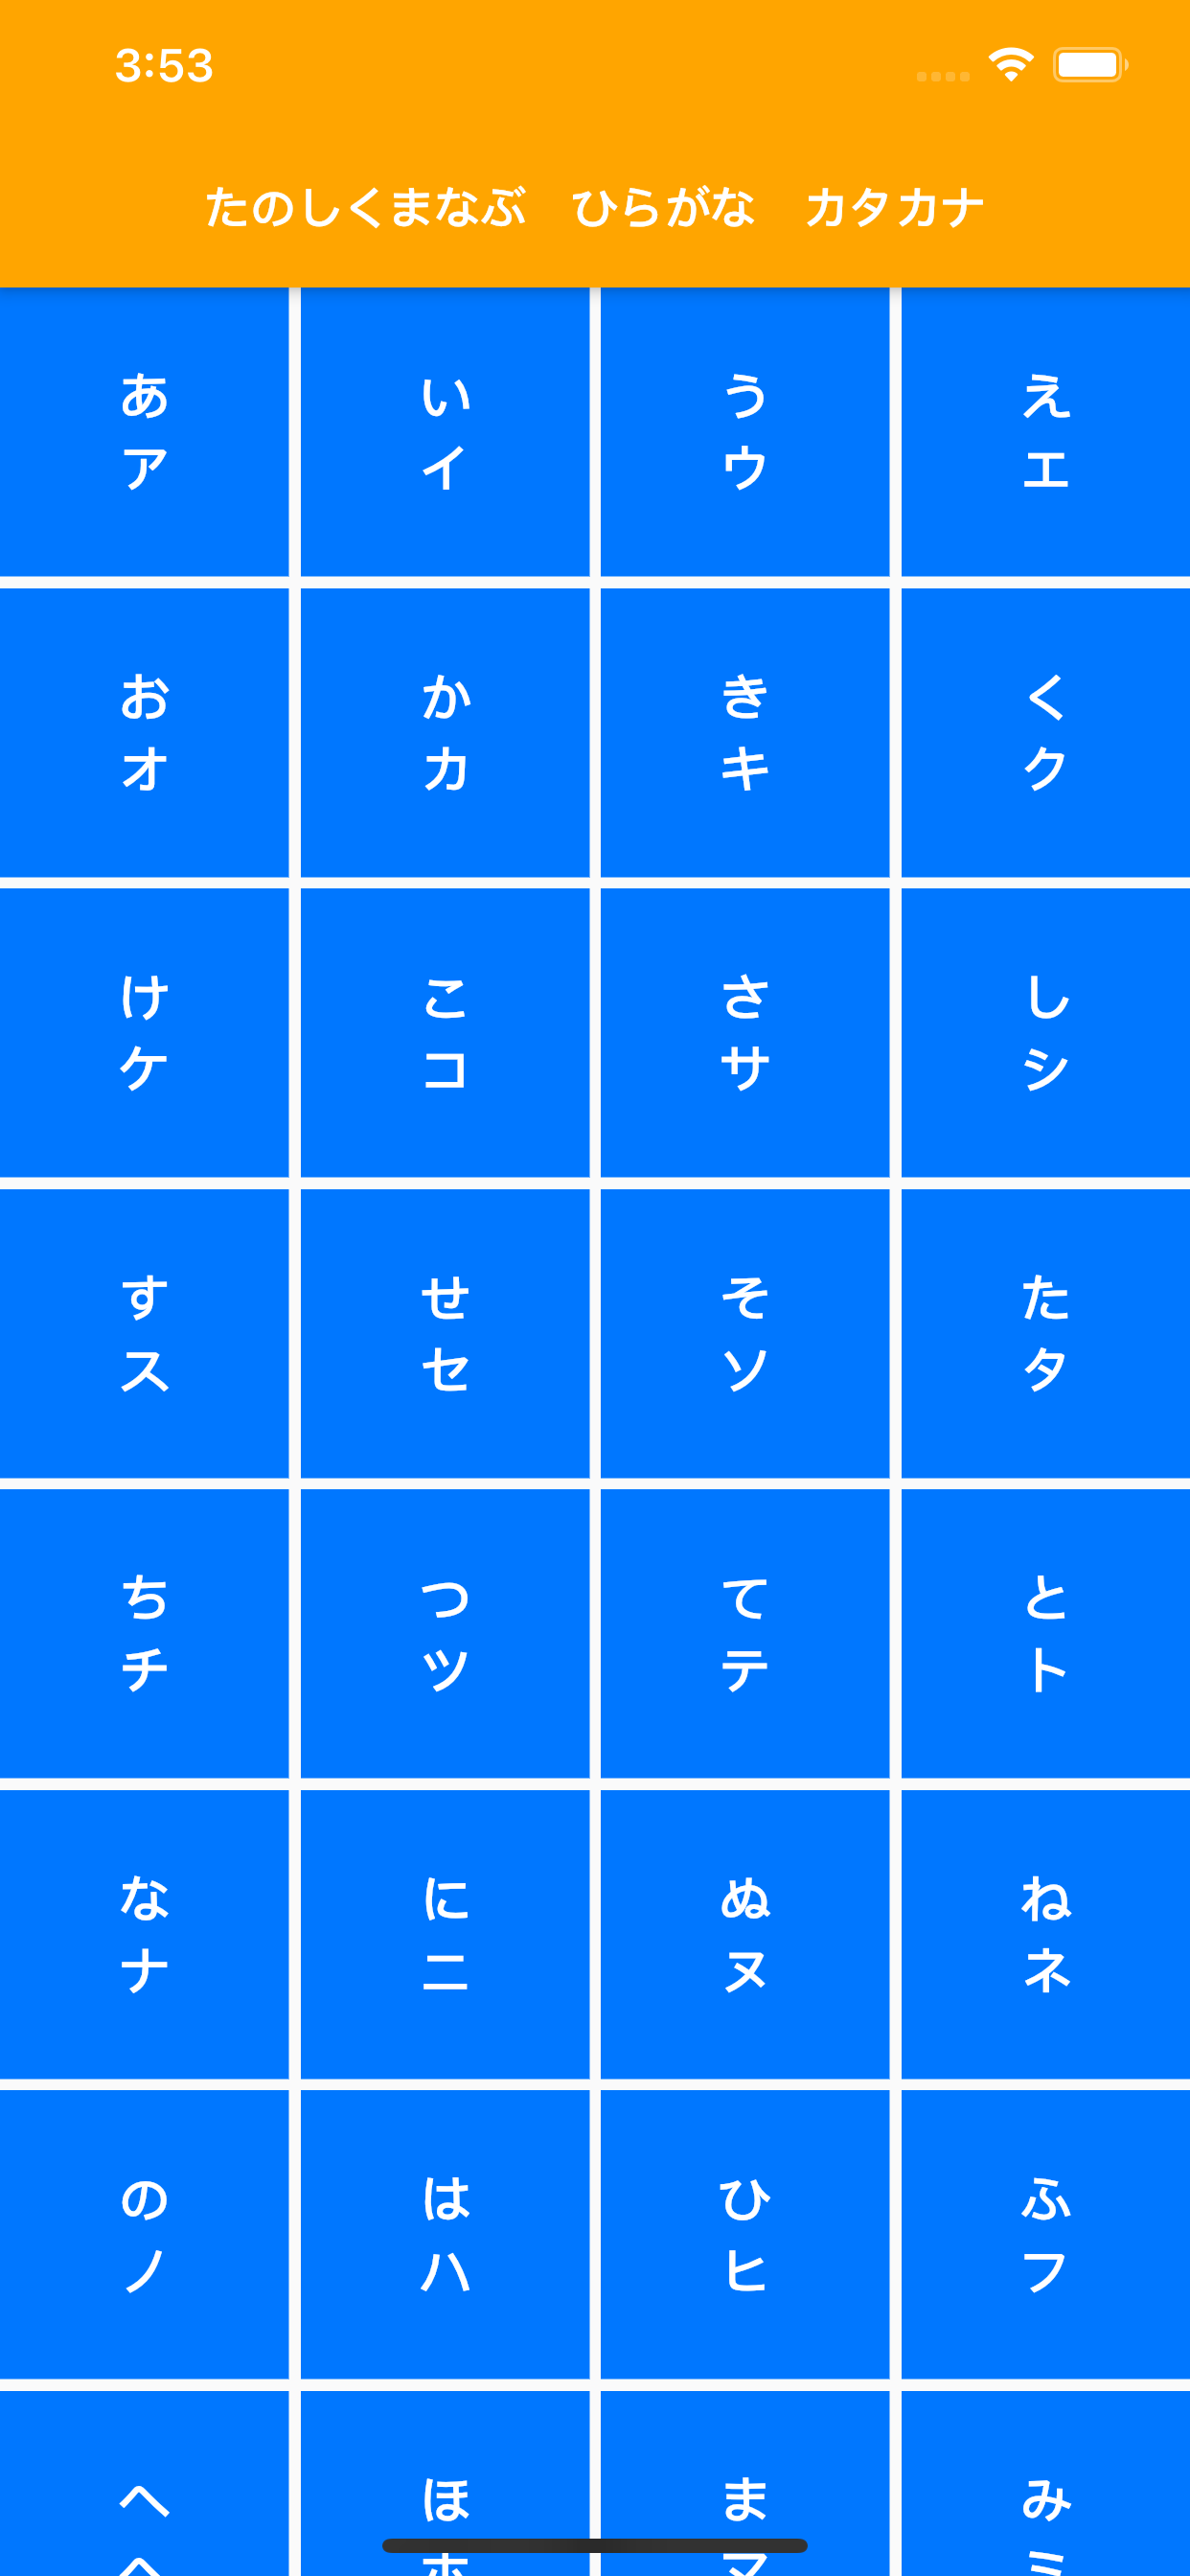 3:53
たのしくまなぶ　ひらがな　カタカナ
あ
ア
い
イ
う
ウ
え
エ
お
オ
か
カ
き
キ
く
ク
け
ケ
こ
コ
さ
サ
し
シ
す
ス
せ
セ
そ
ソ
た
タ
ち
チ
つ
ツ
て
テ
と
ト
な
ナ
に
ニ
ぬ
ヌ
ね
ネ
の
ノ
は
ハ
ひ
ヒ
ふ
フ
へ
ヘ
ほ
ホ
ま
マ
み
ミ